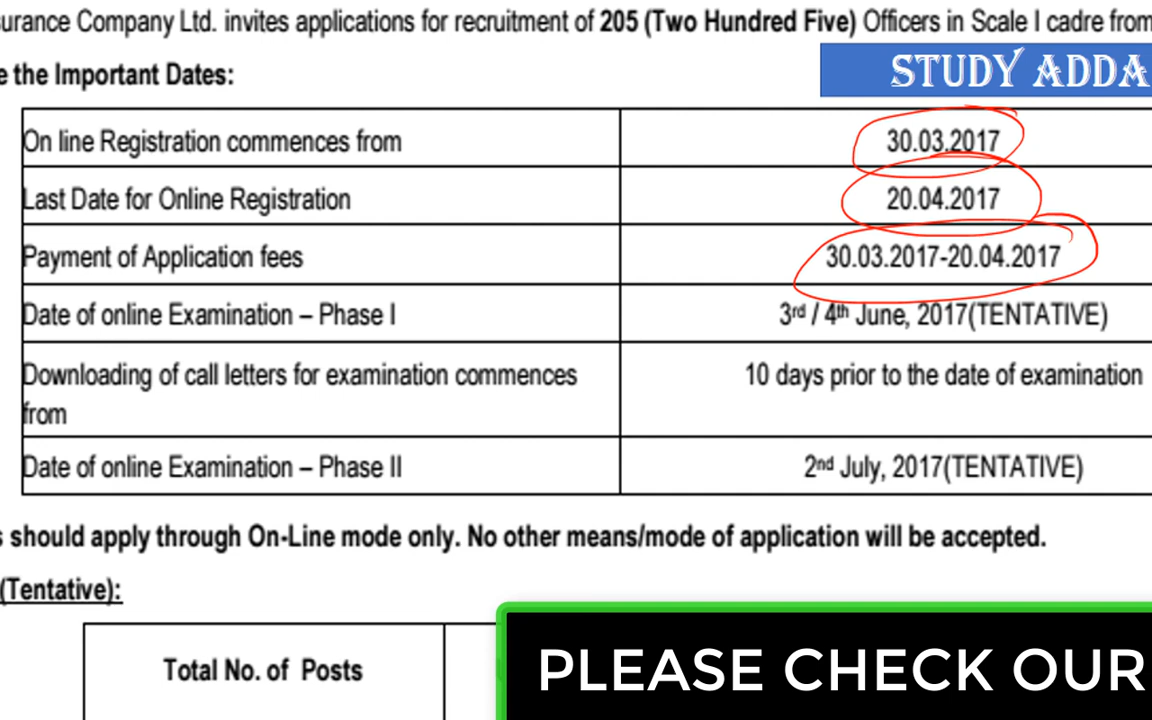 surance Company Ltd. invites applications for recruitment of 205 (Two Hundred Five) Officers in Scale I cadre from
e the Important Dates:
STUDY ADDA
On line Registration commences from 30.03.2017
Last Date for Online Registration 20.04.2017
Payment of Application fees 30.03.2017-20.04.2017
Date of online Examination – Phase I 3rd / 4th June, 2017(TENTATIVE)
Downloading of call letters for examination commences 10 days prior to the date of examination
from
Date of online Examination – Phase II 2nd July, 2017(TENTATIVE)
s should apply through On-Line mode only. No other means/mode of application will be accepted.
(Tentative):
Total No. of Posts
PLEASE CHECK OUR